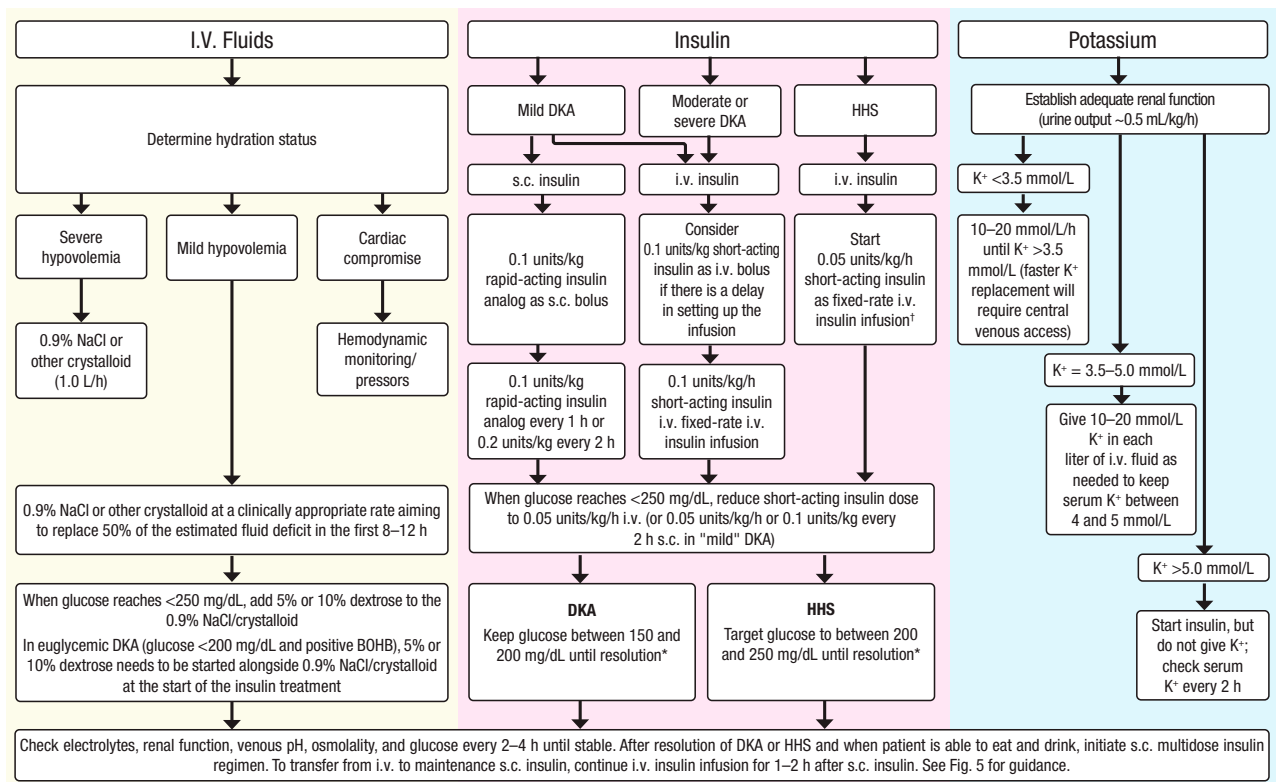 I.V. Fluids
Determine hydration status
Severe
hypovolemia
Mild hypovolemia
Cardiac
compromise
0.9% NaCl or
other crystalloid
(1.0 L/h)
Hemodynamic
monitoring/
pressors
0.9% NaCl or other crystalloid at a clinically appropriate rate aiming
to replace 50% of the estimated fluid deficit in the first 8–12 h
When glucose reaches <250 mg/dL, add 5% or 10% dextrose to the
0.9% NaCl/crystalloid
In euglycemic DKA (glucose <200 mg/dL and positive BOHB), 5% or
10% dextrose needs to be started alongside 0.9% NaCl/crystalloid
at the start of the insulin treatment
Insulin
Mild DKA
Moderate or
severe DKA
HHS
s.c. insulin
i.v. insulin
i.v. insulin
0.1 units/kg
rapid-acting insulin
analog as s.c. bolus
Consider
0.1 units/kg short-acting
insulin as i.v. bolus
if there is a delay
in setting up the
infusion
Start
0.05 units/kg/h
short-acting insulin
as fixed-rate i.v.
insulin infusion†
0.1 units/kg
rapid-acting insulin
analog every 1 h or
0.2 units/kg every 2 h
0.1 units/kg/h
short-acting insulin
i.v. fixed-rate i.v.
insulin infusion
When glucose reaches <250 mg/dL, reduce short-acting insulin dose
to 0.05 units/kg/h i.v. (or 0.05 units/kg/h or 0.1 units/kg every
2 h s.c. in "mild" DKA)
DKA
Keep glucose between 150 and
200 mg/dL until resolution*
HHS
Target glucose to between 200
and 250 mg/dL until resolution*
Potassium
Establish adequate renal function
(urine output ~0.5 mL/kg/h)
K⁺ <3.5 mmol/L
10–20 mmol/L/h
until K⁺ >3.5
mmol/L (faster K⁺
replacement will
require central
venous access)
K⁺ = 3.5–5.0 mmol/L
Give 10–20 mmol/L
K⁺ in each
liter of i.v. fluid as
needed to keep
serum K⁺ between
4 and 5 mmol/L
K⁺ >5.0 mmol/L
Start insulin, but
do not give K⁺;
check serum
K⁺ every 2 h
Check electrolytes, renal function, venous pH, osmolality, and glucose every 2–4 h until stable. After resolution of DKA or HHS and when patient is able to eat and drink, initiate s.c. multidose insulin
regimen. To transfer from i.v. to maintenance s.c. insulin, continue i.v. insulin infusion for 1–2 h after s.c. insulin. See Fig. 5 for guidance.